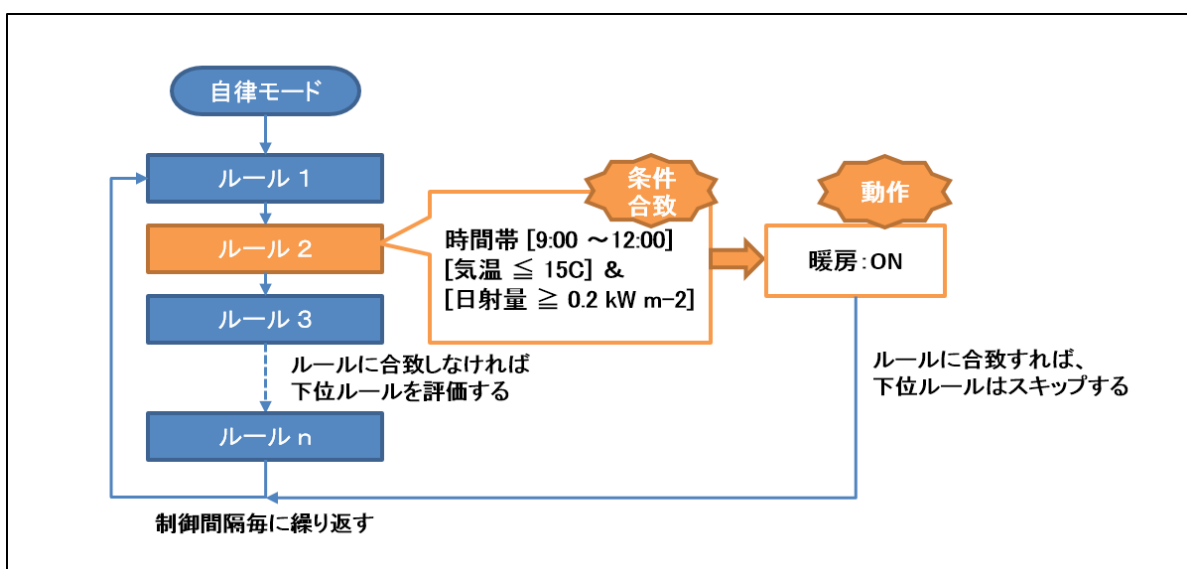 自律モード
ルール 1
ルール 2
ルール 3
ルール n
条件
合致
時間帯 [9:00 ~12:00]
[気温 ≦ 15C] &
[日射量 ≧ 0.2 kW m-2]
動作
暖房:ON
ルールに合致しなければ
下位ルールを評価する
ルールに合致すれば、
下位ルールはスキップする
制御間隔毎に繰り返す